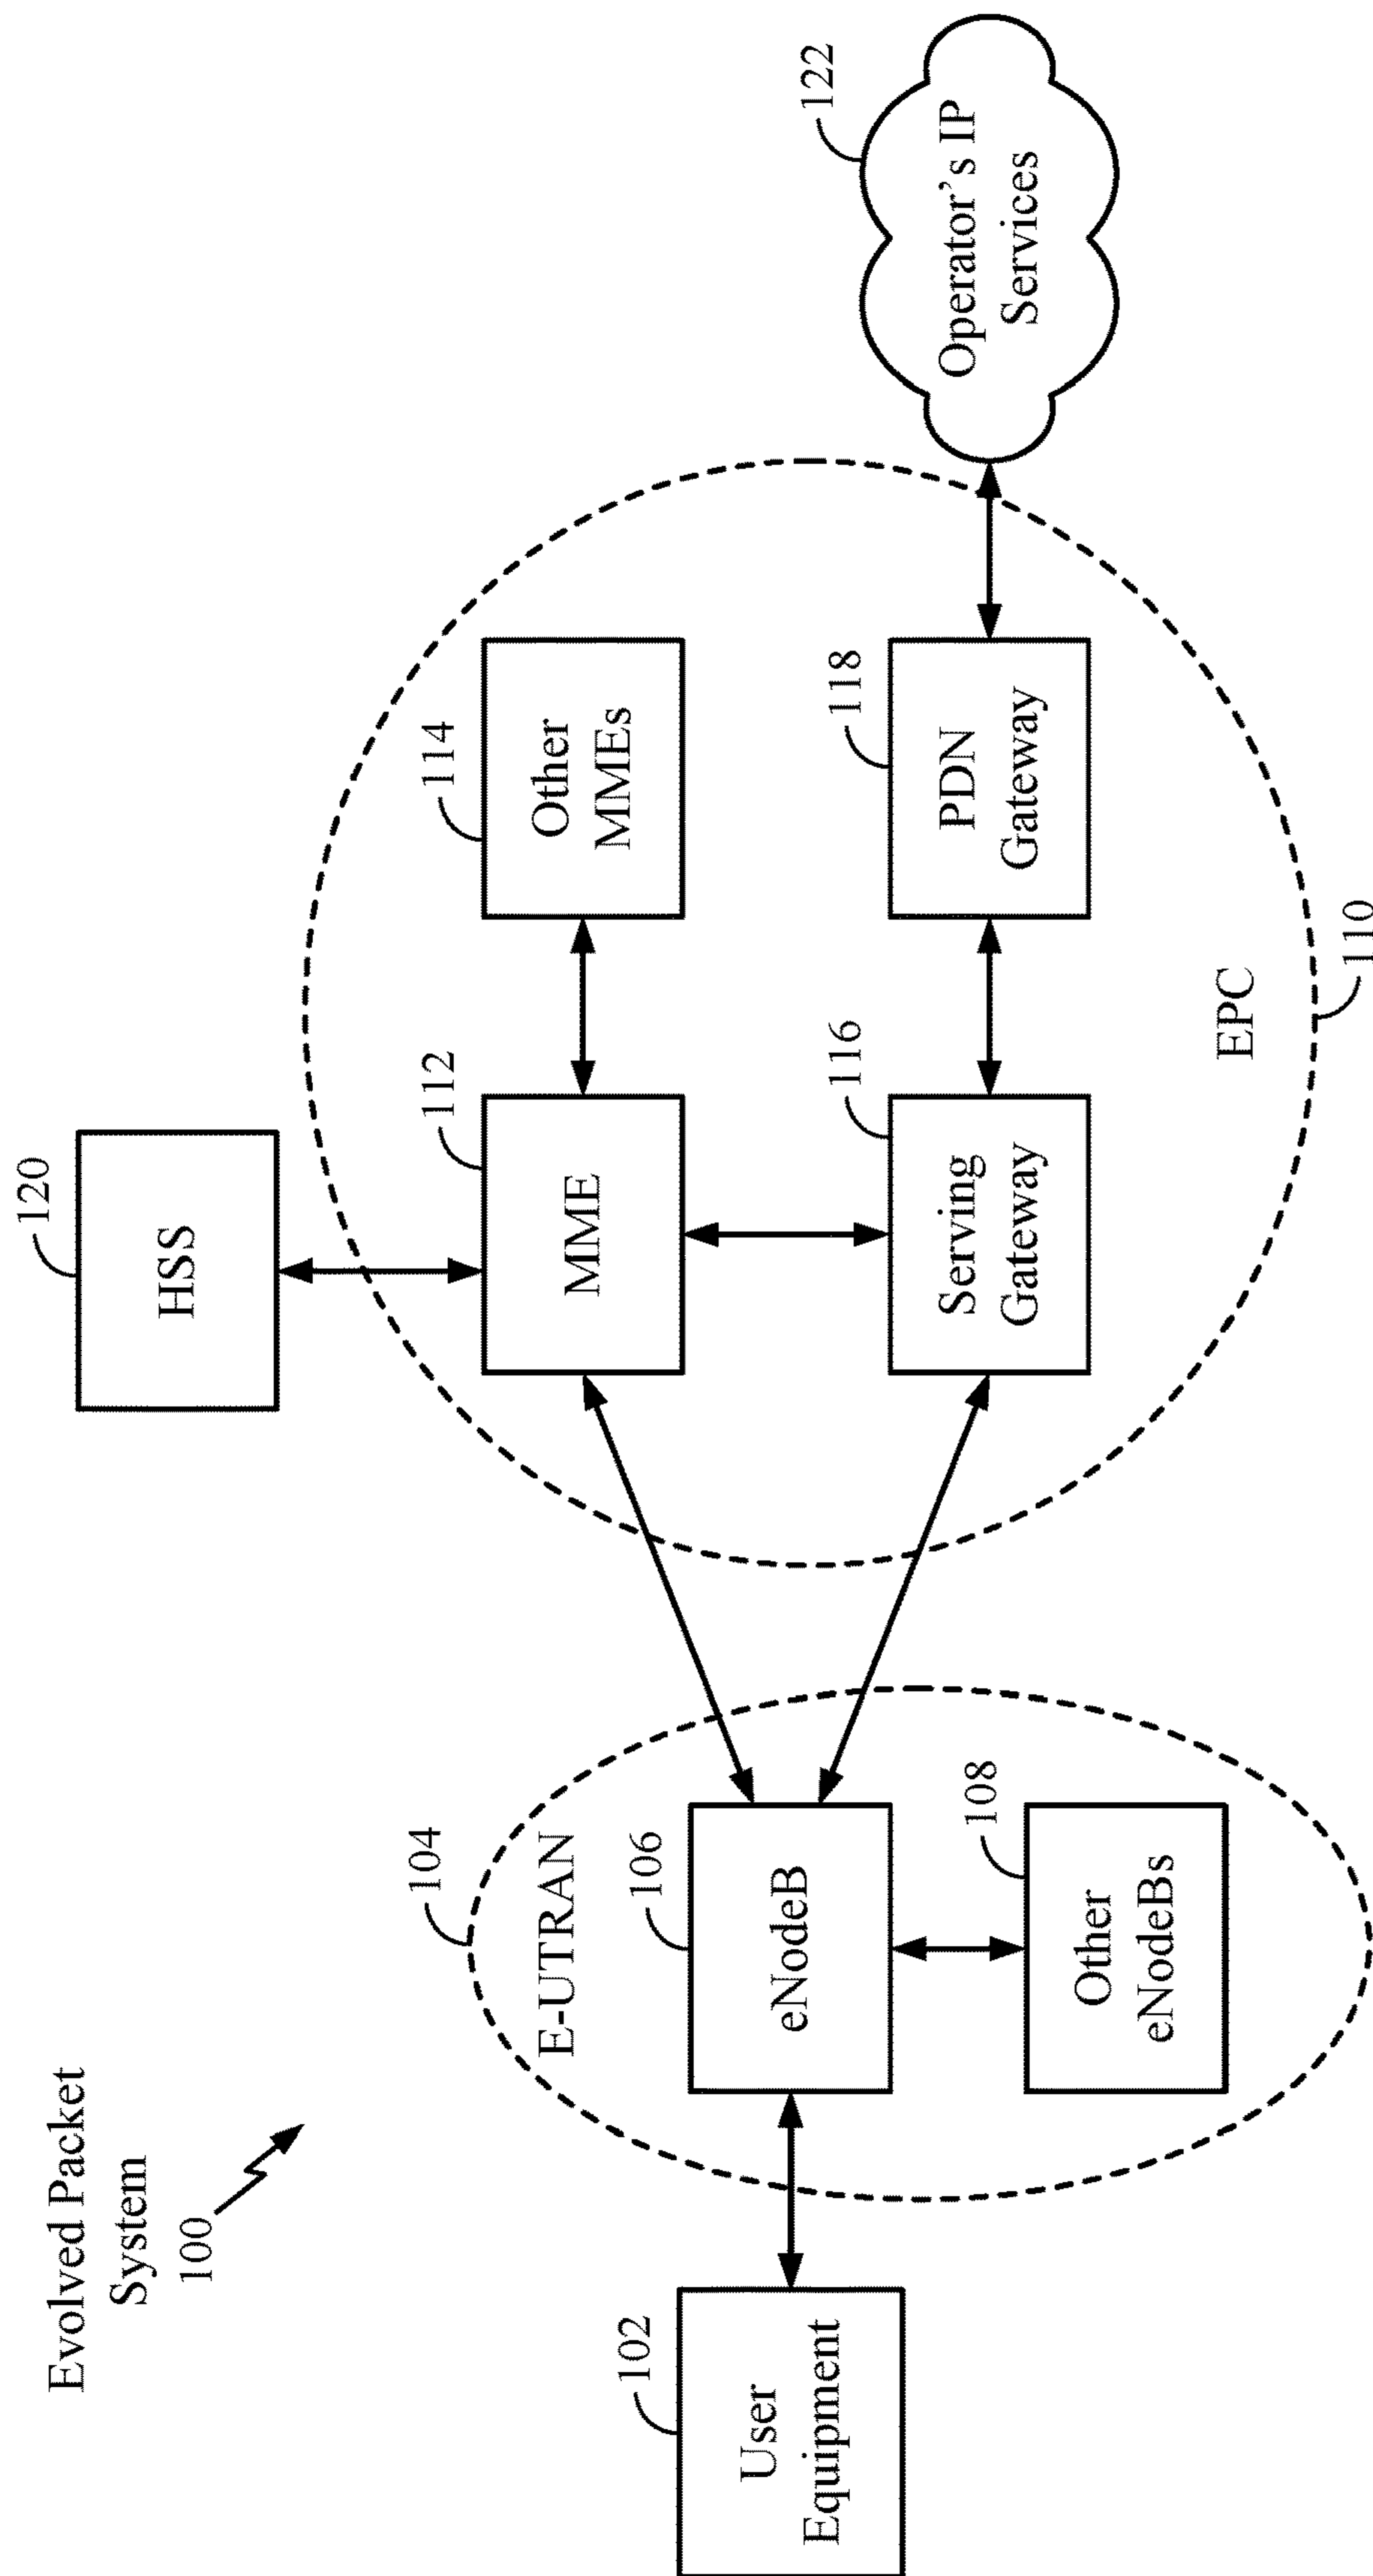 Evolved Packet
System
100
120
HSS
122
Operator's IP
Services
104
E-UTRAN
112
MME
114
Other
MMEs
102
User
Equipment
106
eNodeB
108
Other
eNodeBs
116
Serving
Gateway
118
PDN
Gateway
EPC
110